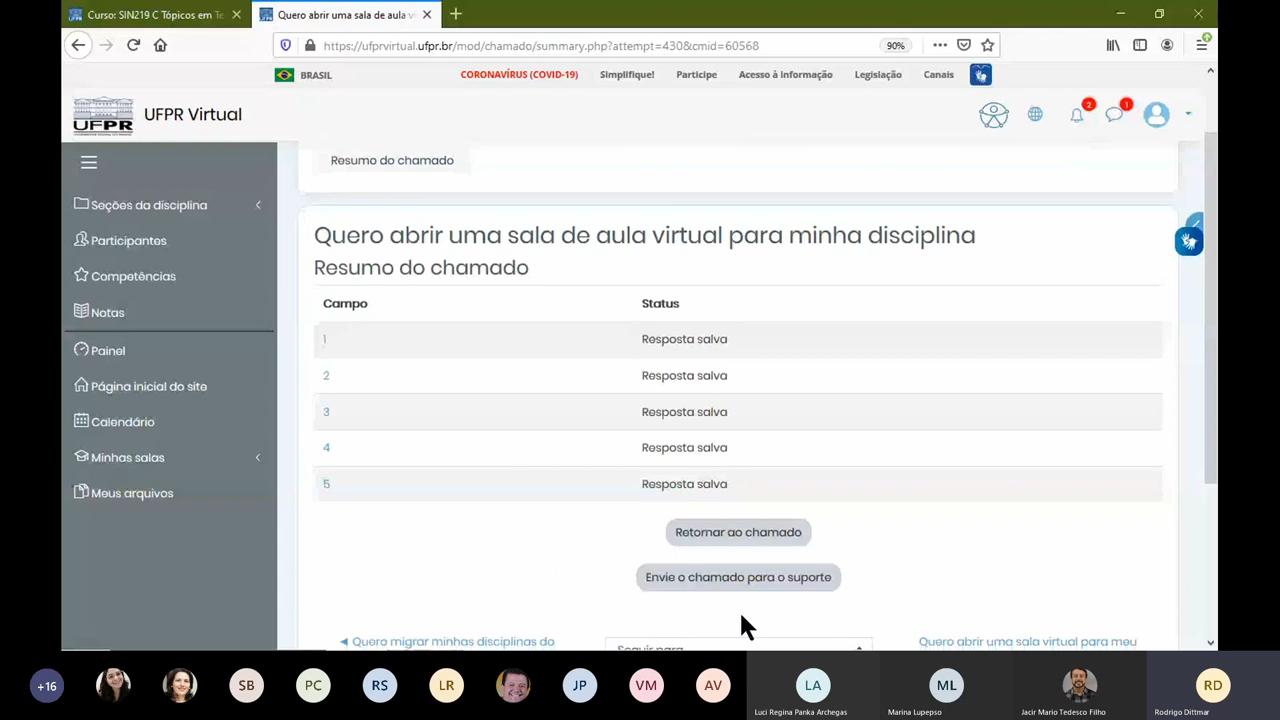 Curso: SIN219 C Tópicos em Te
Quero abrir uma sala de aula vi
https://ufprvirtual.ufpr.br/mod/chamado/summary.php?attempt=430&cmid=60568
90%
BRASIL
CORONAVÍRUS (COVID-19)
Simplifique!
Participe
Acesso à informação
Legislação
Canais
UFPR
UFPR Virtual
2
1
Resumo do chamado
Seções da disciplina
Participantes
Competências
Notas
Painel
Página inicial do site
Calendário
Minhas salas
Meus arquivos
Quero abrir uma sala de aula virtual para minha disciplina
Resumo do chamado
Campo Status
1 Resposta salva
2 Resposta salva
3 Resposta salva
4 Resposta salva
5 Resposta salva
Retornar ao chamado
Envie o chamado para o suporte
◄ Quero migrar minhas disciplinas do
Seguir para...
Quero abrir uma sala virtual para meu
+16
SB
PC
RS
LR
JP
VM
AV
LA
Luci Regina Panka Archegas
ML
Marina Lupepso
Jacir Mario Tedesco Filho
RD
Rodrigo Dittmar